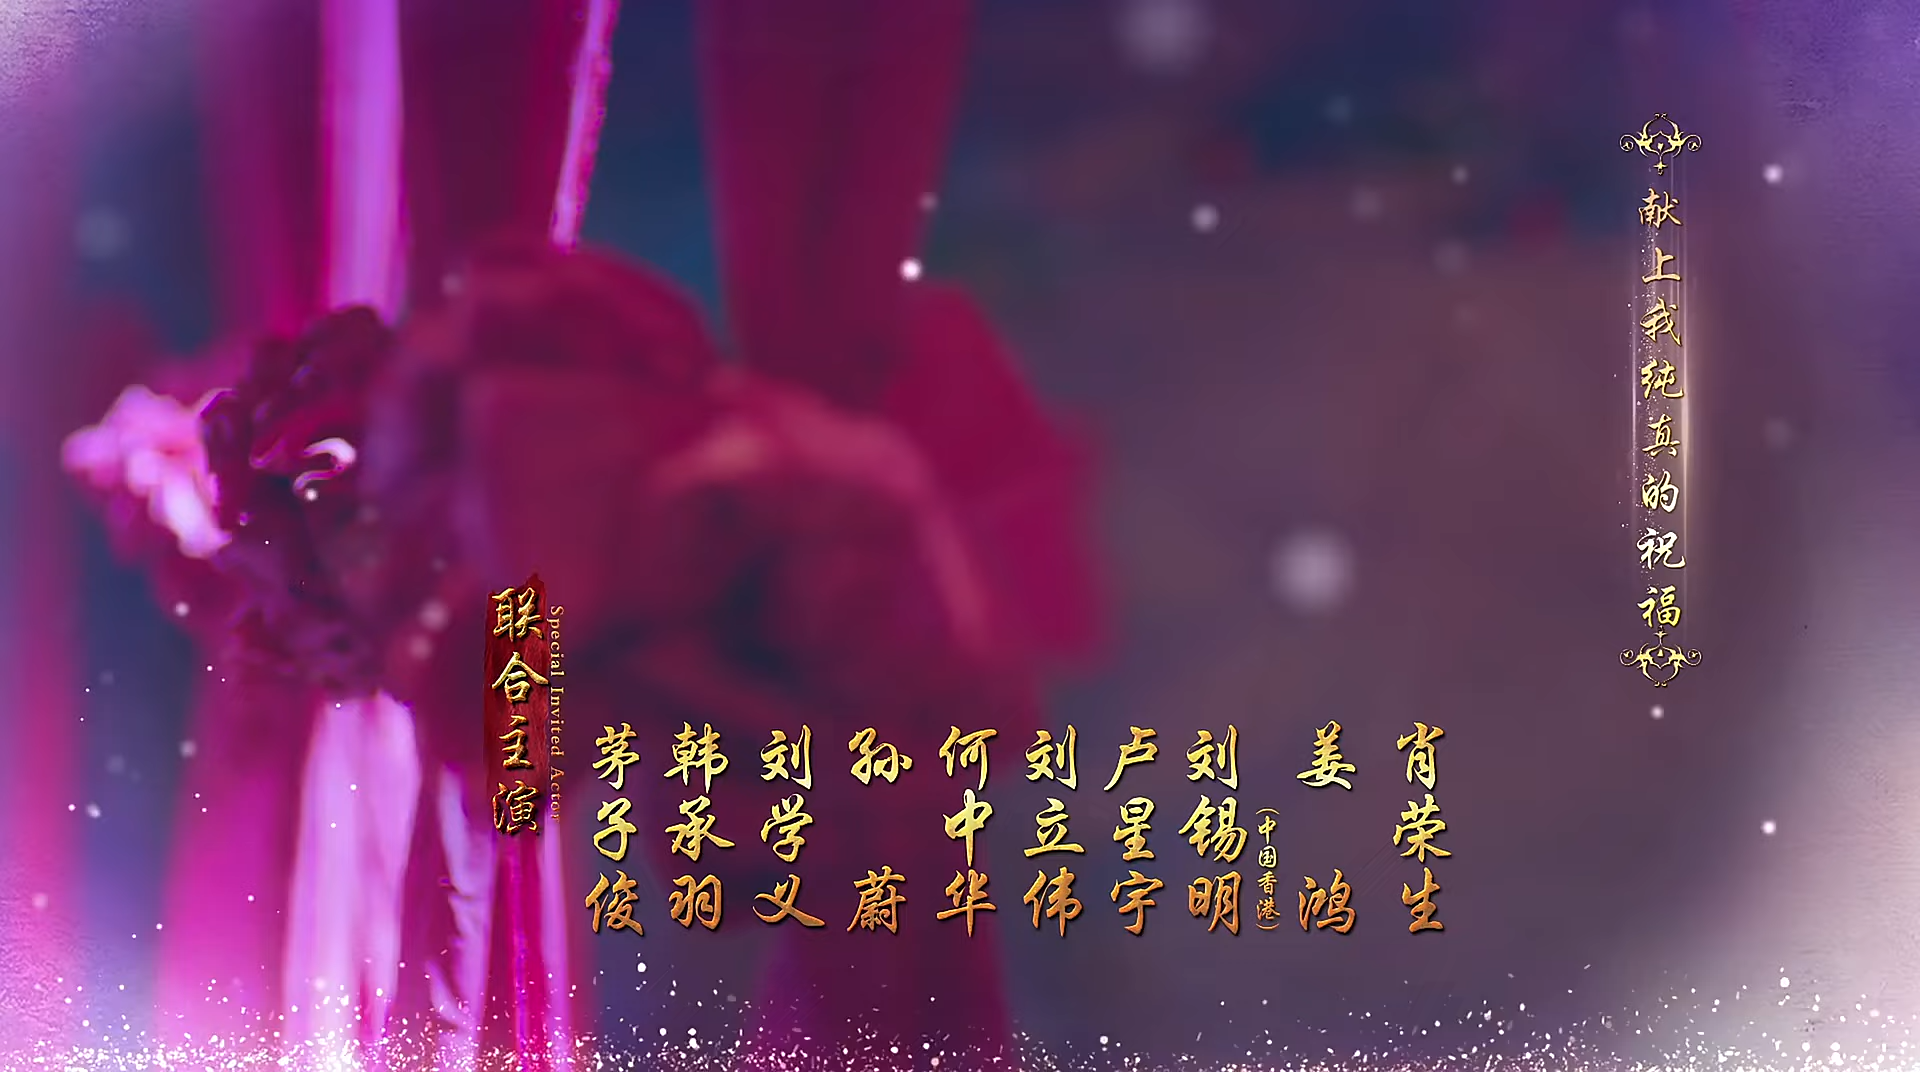 联合主演
Special Invited Actor
茅子俊
韩承羽
刘学义
孙蔚
何中华
刘立伟
卢星宇
刘锡明
（中国香港）
姜鸿
肖荣生
献上我纯真的祝福